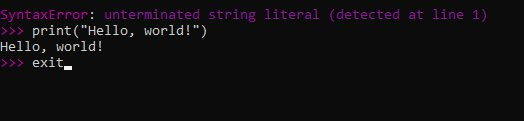 SyntaxError: unterminated string literal (detected at line 1)
>>> print("Hello, world!")
Hello, world!
>>> exit